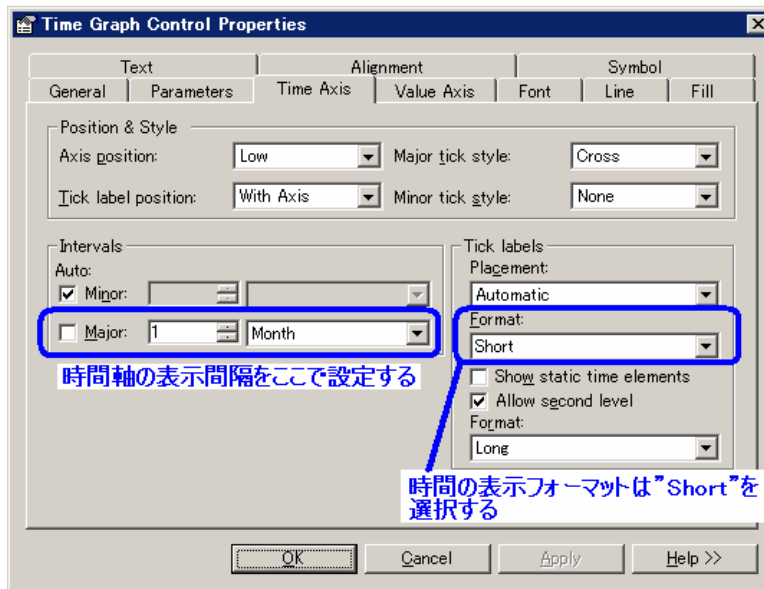 Time Graph Control Properties
Text Alignment Symbol
General Parameters Time Axis Value Axis Font Line Fill
Position & Style
Axis position: Low Major tick style: Cross
Tick label position: With Axis Minor tick style: None
Intervals
Auto:
Minor:
Major: 1 Month
時間軸の表示間隔をここで設定する
Tick labels
Placement:
Automatic
Format:
Short
Show static time elements
Allow second level
Format:
Long
時間の表示フォーマットは”Short”を
選択する
OK Cancel Apply Help >>